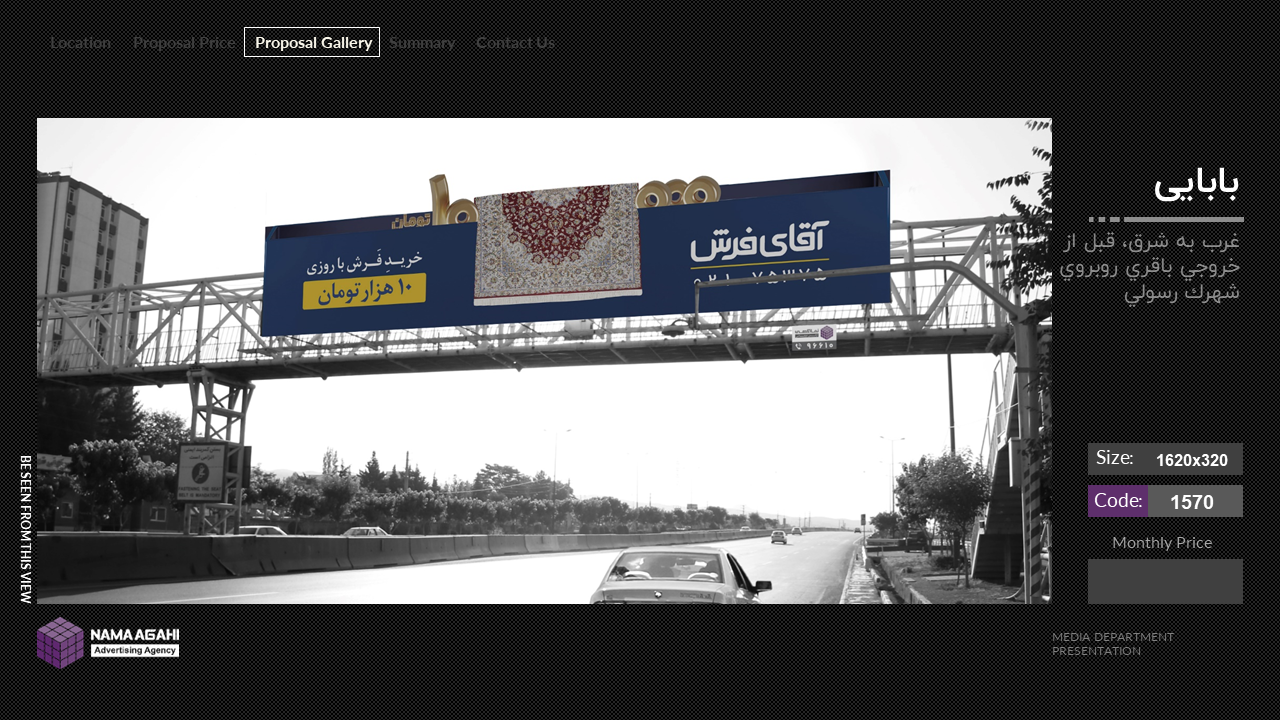 Location
Proposal Price
Proposal Gallery
Summary
Contact Us
بابایی
غرب به شرق، قبل از
خروجي باقري روبروي
شهرك رسولي
تومان
آقای فرش
خریدِ فَـرش با روزی
۱۰ هزار تومان
۹۶۶۱۰
Size:
1620x320
Code:
1570
Monthly Price
BE SEEN FROM THIS VIEW
NAMA AGAHI
Advertising Agency
MEDIA DEPARTMENT
PRESENTATION